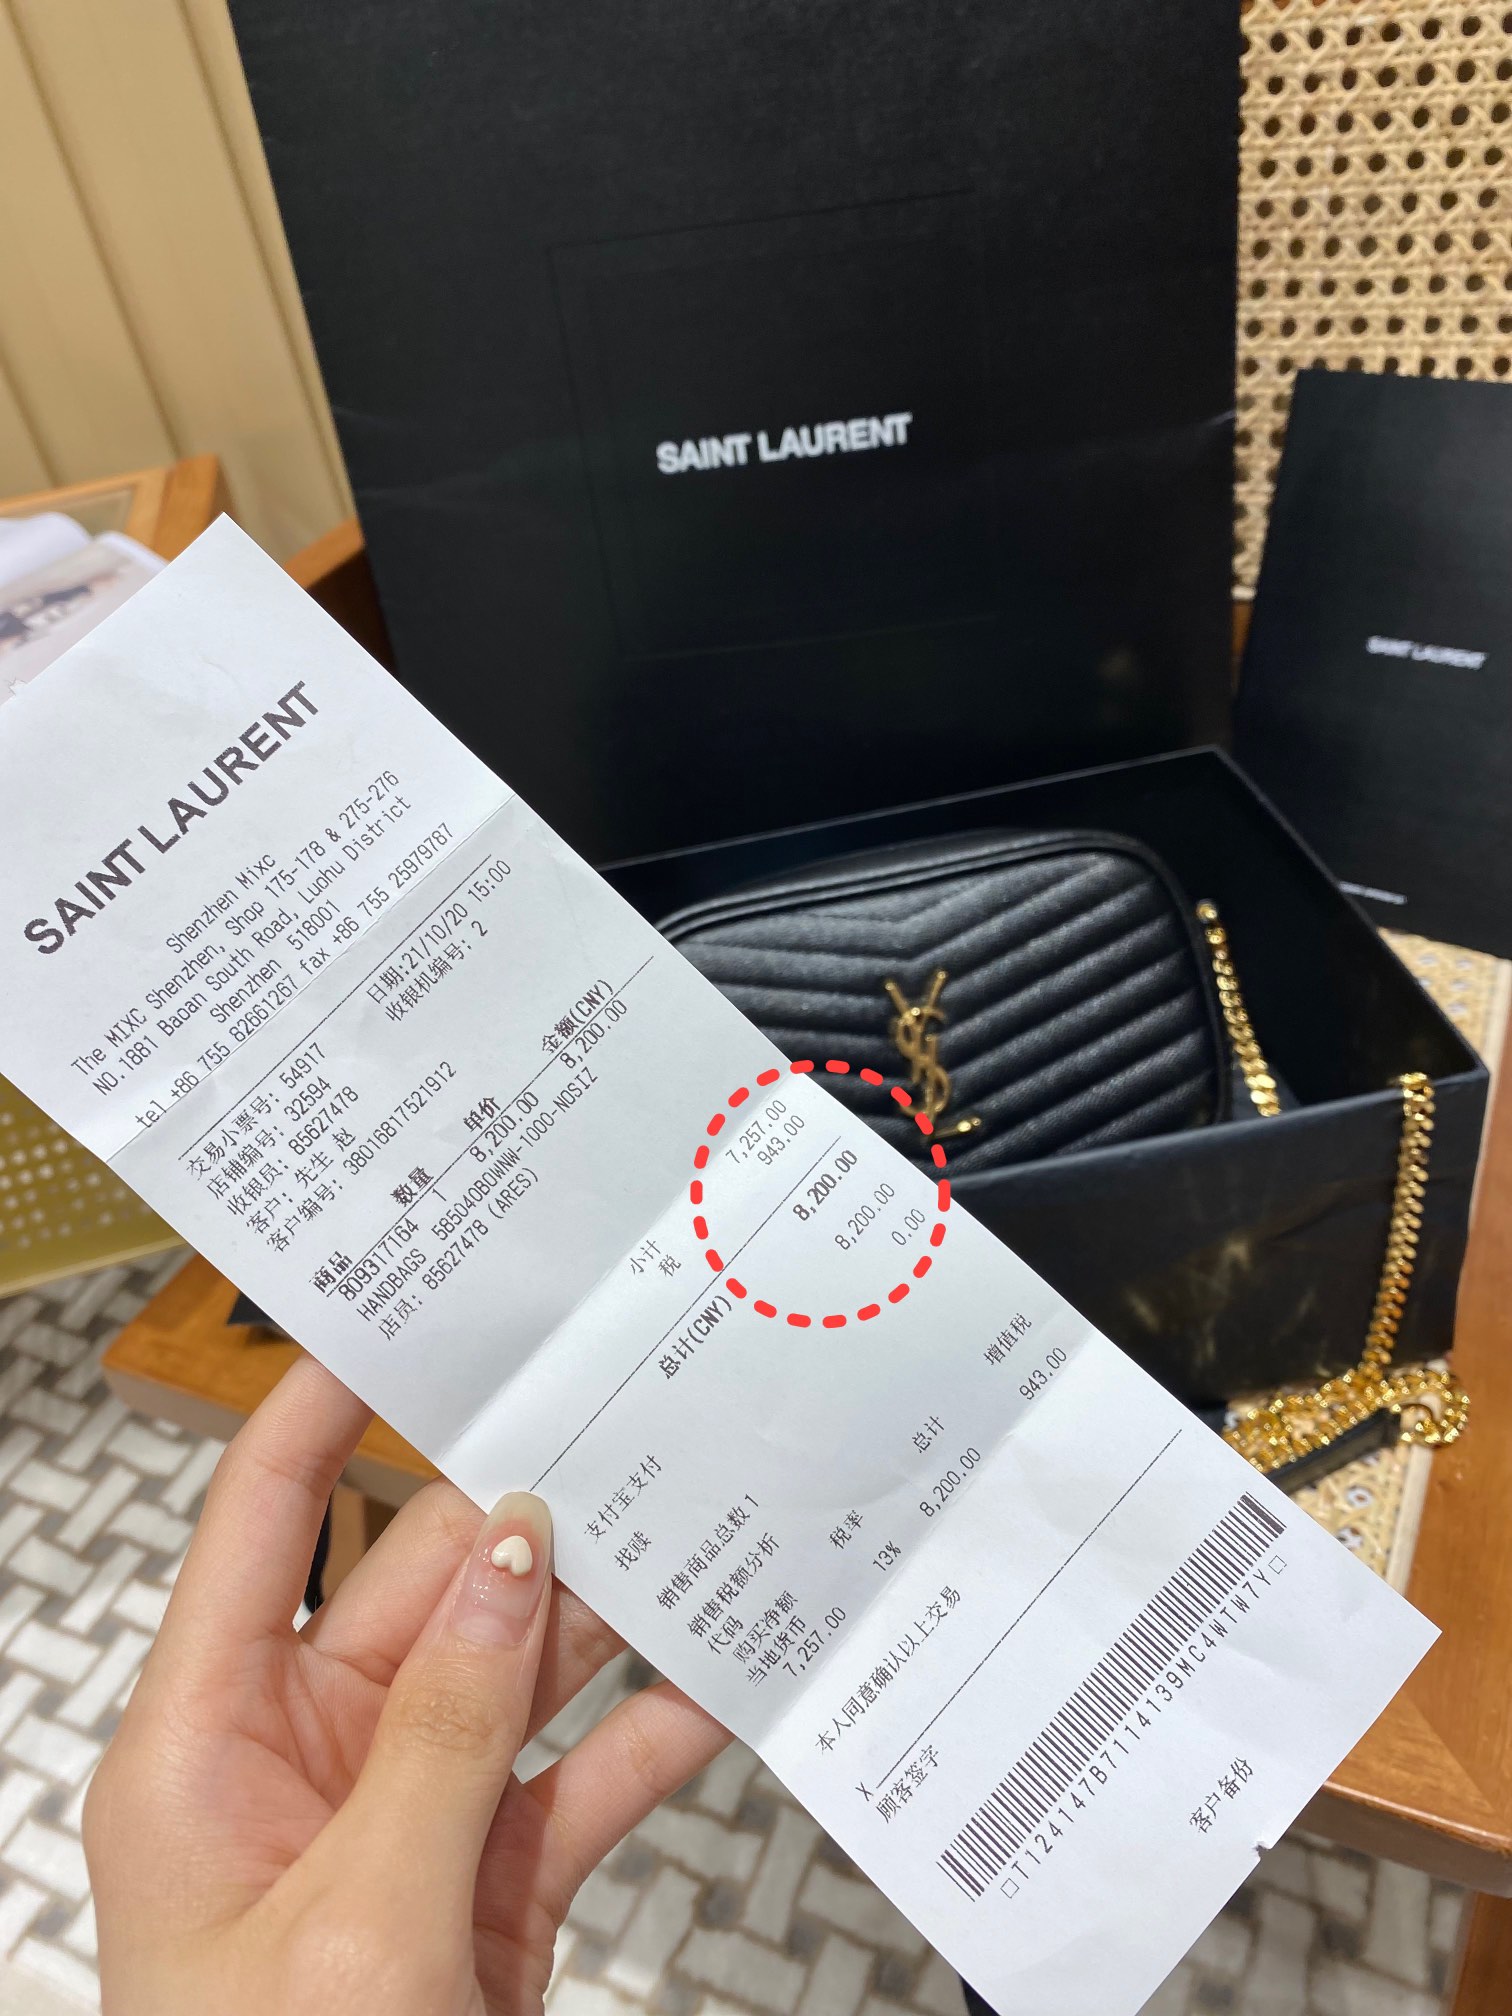 SAINT LAURENT
SAINT LAURENT
SAINT LAURENT
Shenzhen Mixc
The MIXC Shenzhen, Shop 175-178 & 275-276
NO.1881 Baoan South Road, Luohu District
Shenzhen 518001
tel +86 755 82661267 fax +86 755 25979787
交易小票号: 54917 日期:21/10/20 15:00
店铺编号: 32594 收银机编号: 2
收银员: 85627478
客户: 先生 赵
客户编号: 38016817521912
商品 数量 单价 金额(CNY)
809317164 1 8,200.00 8,200.00
HANDBAGS 585040BOWNW-1000-NOSIZ
店员: 85627478 (ARES)
小计 7,257.00
税 943.00
总计(CNY) 8,200.00
支付宝支付 8,200.00
找赎 0.00
销售商品总数 1
销售税额分析
代码 税率 总计 增值税
购买净额 13% 8,200.00 943.00
当地货币
7,257.00
本人同意确认以上交易
X
顾客签字
T124147B7114139MC4WTW7Y
客户备份